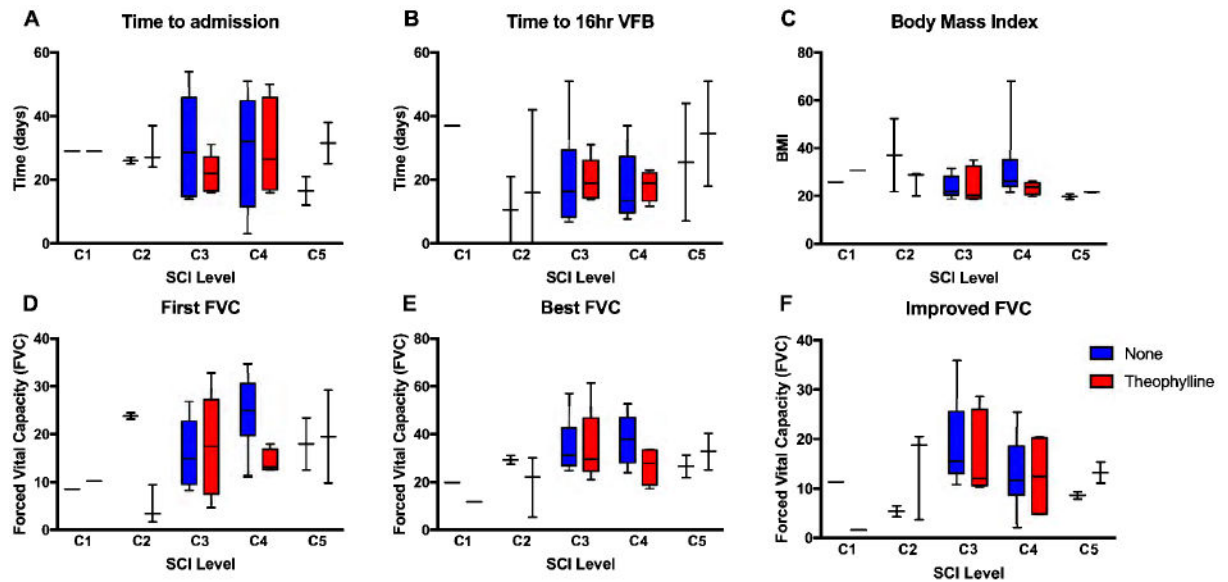 A Time to admission
B Time to 16hr VFB
C Body Mass Index
Time (days)
60
40
20
0
C1 C2 C3 C4 C5
SCI Level
Time (days)
60
40
20
0
C1 C2 C3 C4 C5
SCI Level
BMI
80
60
40
20
0
C1 C2 C3 C4 C5
SCI Level
D First FVC
E Best FVC
F Improved FVC
Forced Vital Capacity (FVC)
40
30
20
10
0
C1 C2 C3 C4 C5
SCI Level
Forced Vital Capacity (FVC)
80
60
40
20
0
C1 C2 C3 C4 C5
SCI Level
Forced Vital Capacity (FVC)
40
30
20
10
0
C1 C2 C3 C4 C5
SCI Level
None
Theophylline